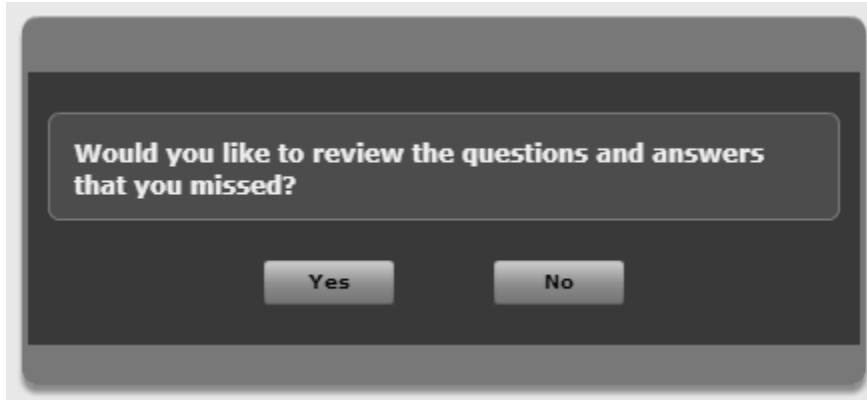 Would you like to review the questions and answers
that you missed?
Yes
No